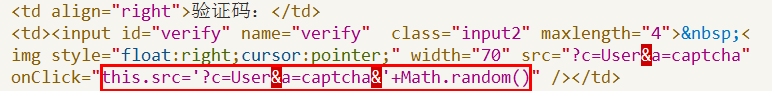 <td align="right">验证码：</td>
<td><input id="verify" name="verify"  class="input2" maxlength="4">&nbsp;<
img style="float:right;cursor:pointer;" width="70" src="?c=User&a=captcha"
onClick="this.src='?c=User&a=captcha&'+Math.random()" /></td>